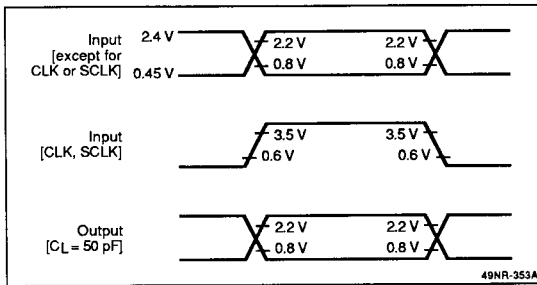 Input
[except for
CLK or SCLK]
2.4 V
0.45 V
2.2 V
0.8 V
2.2 V
0.8 V
Input
[CLK, SCLK]
3.5 V
0.6 V
3.5 V
0.6 V
Output
[CL = 50 pF]
2.2 V
0.8 V
2.2 V
0.8 V
49NR-353A